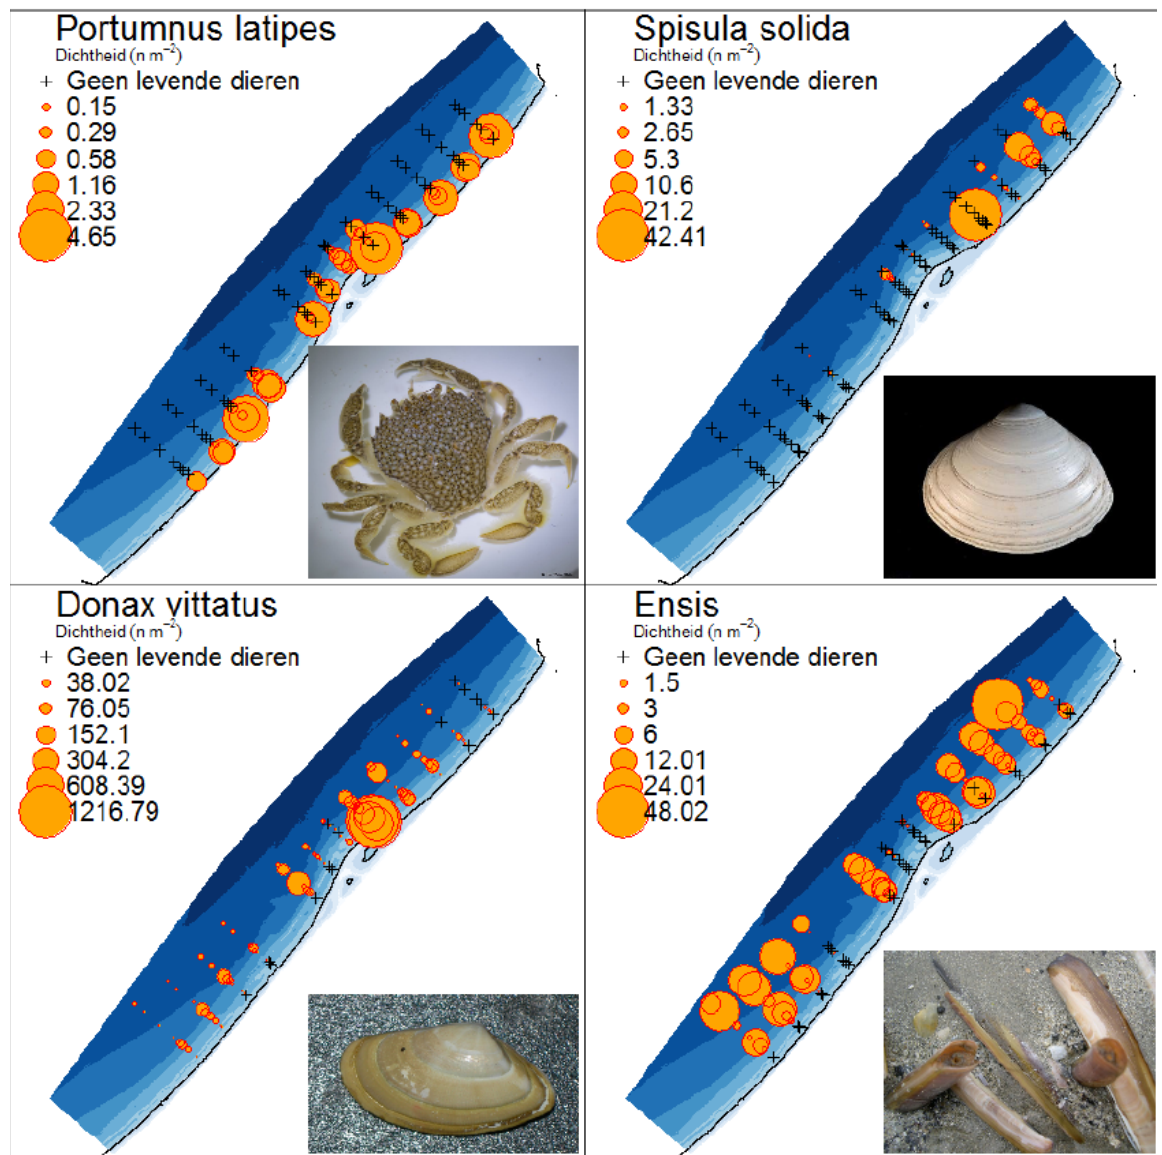 Portumnus latipes
Dichtheid (n m⁻²)
+ Geen levende dieren
0.15
0.29
0.58
1.16
2.33
4.65
Spisula solida
Dichtheid (n m⁻²)
+ Geen levende dieren
1.33
2.65
5.3
10.6
21.2
42.41
Donax vittatus
Dichtheid (n m⁻²)
+ Geen levende dieren
38.02
76.05
152.1
304.2
608.39
1216.79
Ensis
Dichtheid (n m⁻²)
+ Geen levende dieren
1.5
3
6
12.01
24.01
48.02